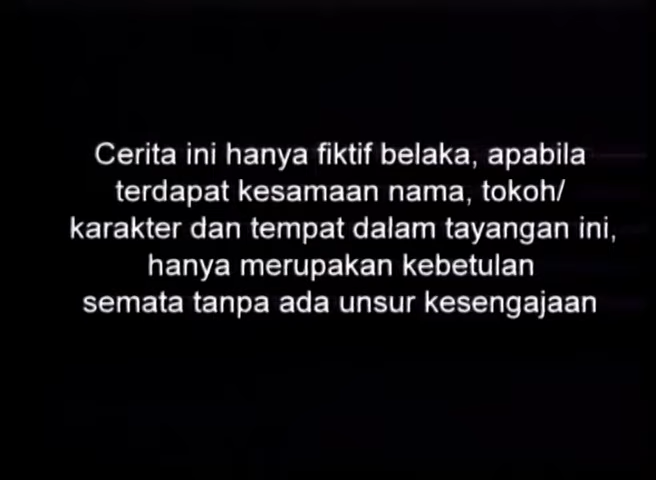 Cerita ini hanya fiktif belaka, apabila
terdapat kesamaan nama, tokoh/
karakter dan tempat dalam tayangan ini,
hanya merupakan kebetulan
semata tanpa ada unsur kesengajaan